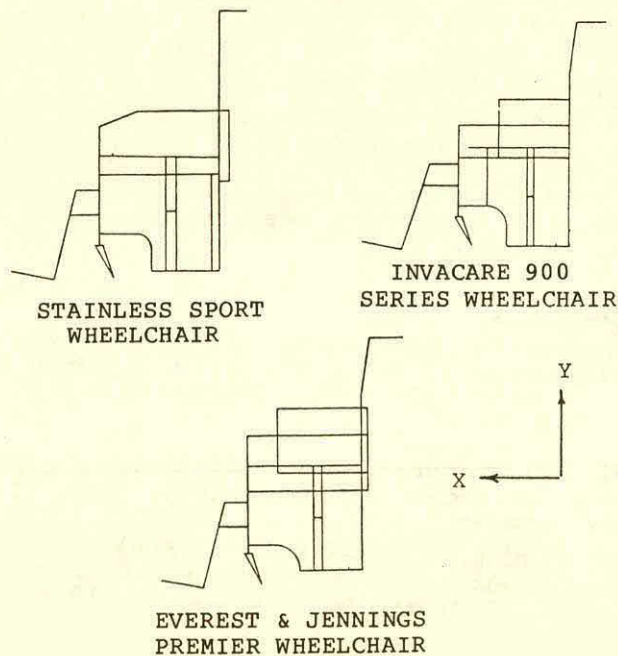 STAINLESS SPORT
WHEELCHAIR
INVACARE 900
SERIES WHEELCHAIR
Y
X
EVEREST & JENNINGS
PREMIER WHEELCHAIR